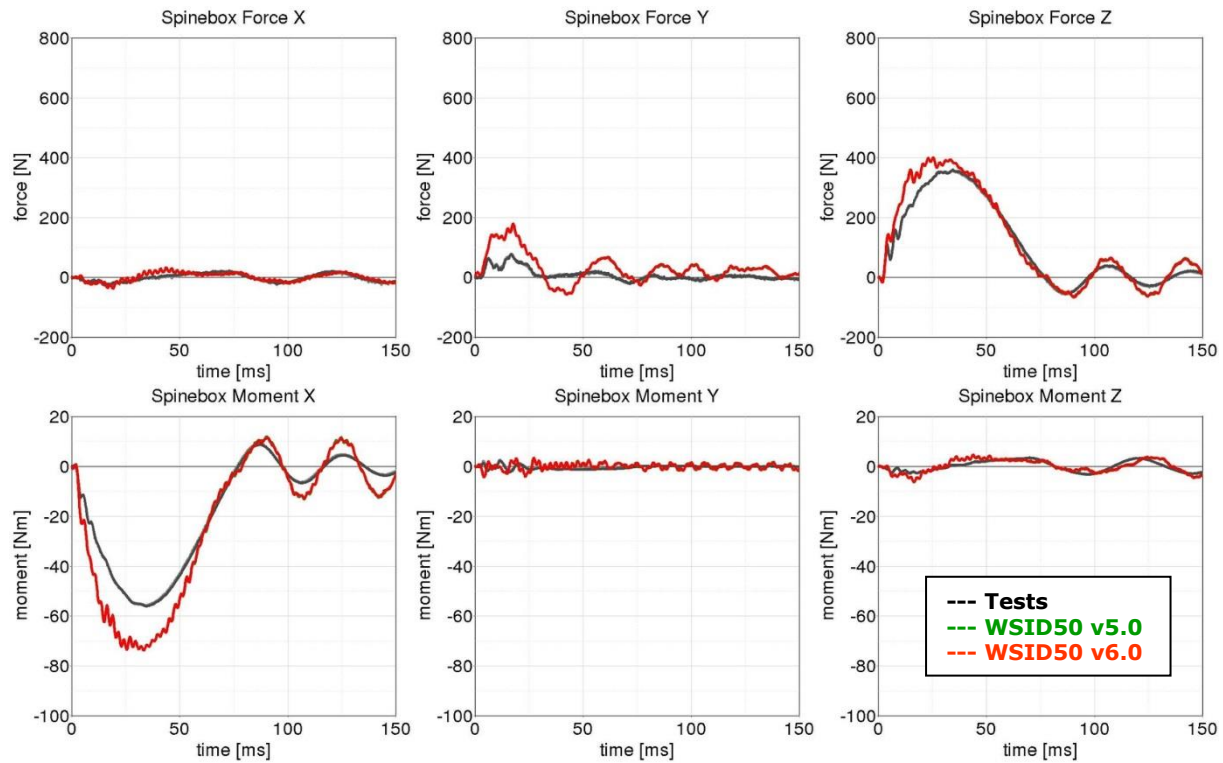 Spinebox Force X
Spinebox Force Y
Spinebox Force Z
800
600
400
200
0
-200
force [N]
0 50 100 150
time [ms]
800
600
400
200
0
-200
force [N]
0 50 100 150
time [ms]
800
600
400
200
0
-200
force [N]
0 50 100 150
time [ms]
Spinebox Moment X
Spinebox Moment Y
Spinebox Moment Z
20
0
-20
-40
-60
-80
-100
moment [Nm]
0 50 100 150
time [ms]
20
0
-20
-40
-60
-80
-100
moment [Nm]
0 50 100 150
time [ms]
20
0
-20
-40
-60
-80
-100
moment [Nm]
0 50 100 150
time [ms]
--- Tests
--- WSID50 v5.0
--- WSID50 v6.0